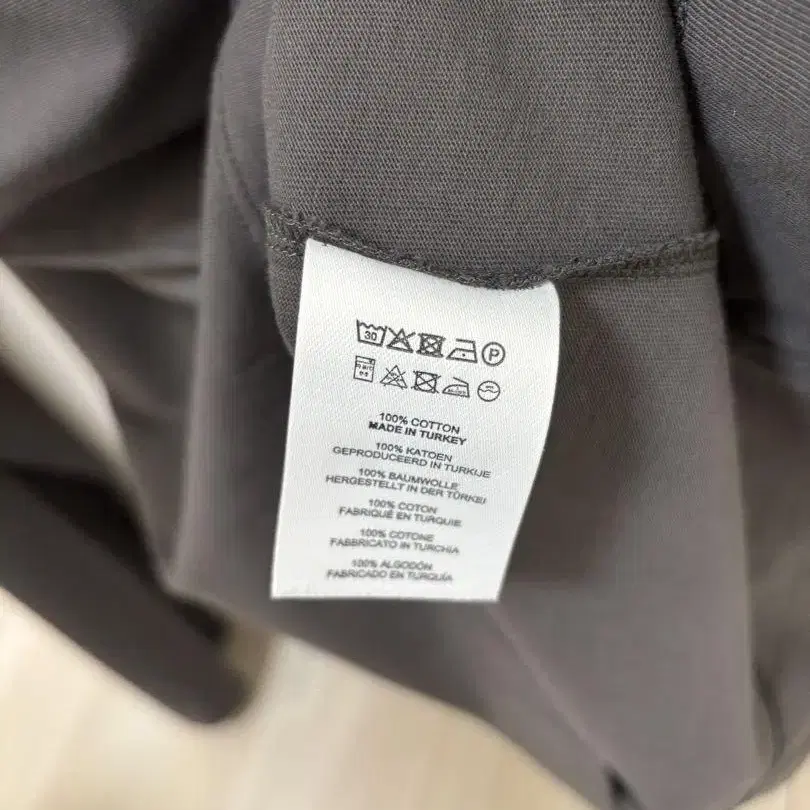 30
P
100% COTTON
MADE IN TURKEY
100% KATOEN
GEPRODUCEERD IN TURKIJE
100% BAUMWOLLE
HERGESTELLT IN DER TÜRKEI
100% COTON
FABRIQUÉ EN TURQUIE
100% COTONE
FABBRICATO IN TURCHIA
100% ALGODÓN
FABRICADO EN TURQUÍA